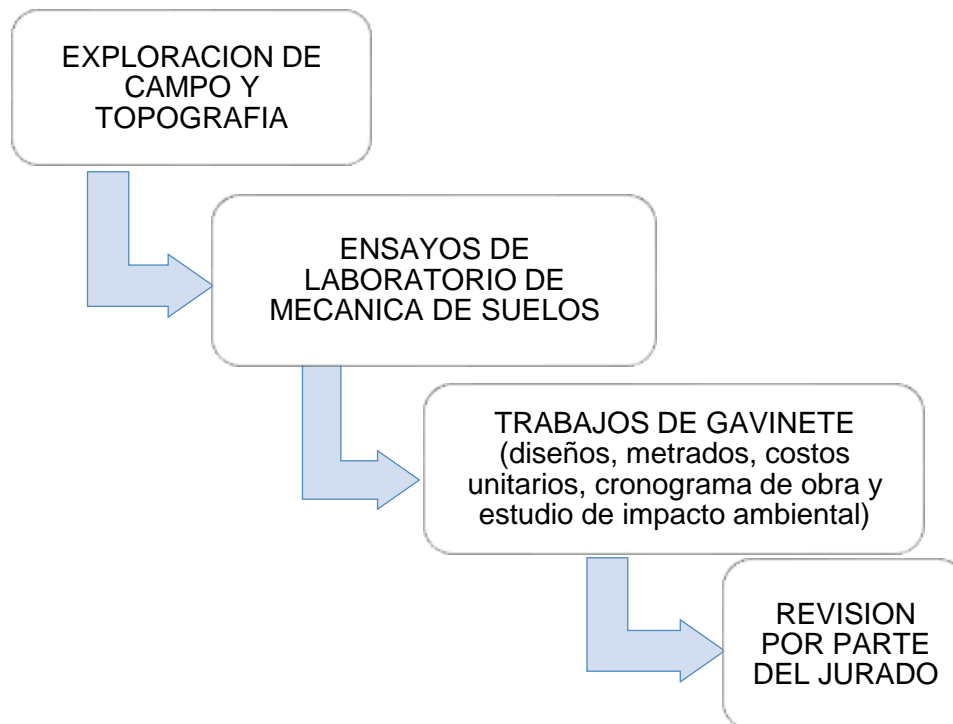 EXPLORACION DE
CAMPO Y
TOPOGRAFIA
ENSAYOS DE
LABORATORIO DE
MECANICA DE SUELOS
TRABAJOS DE GAVINETE
(diseños, metrados, costos
unitarios, cronograma de obra y
estudio de impacto ambiental)
REVISION
POR PARTE
DEL JURADO